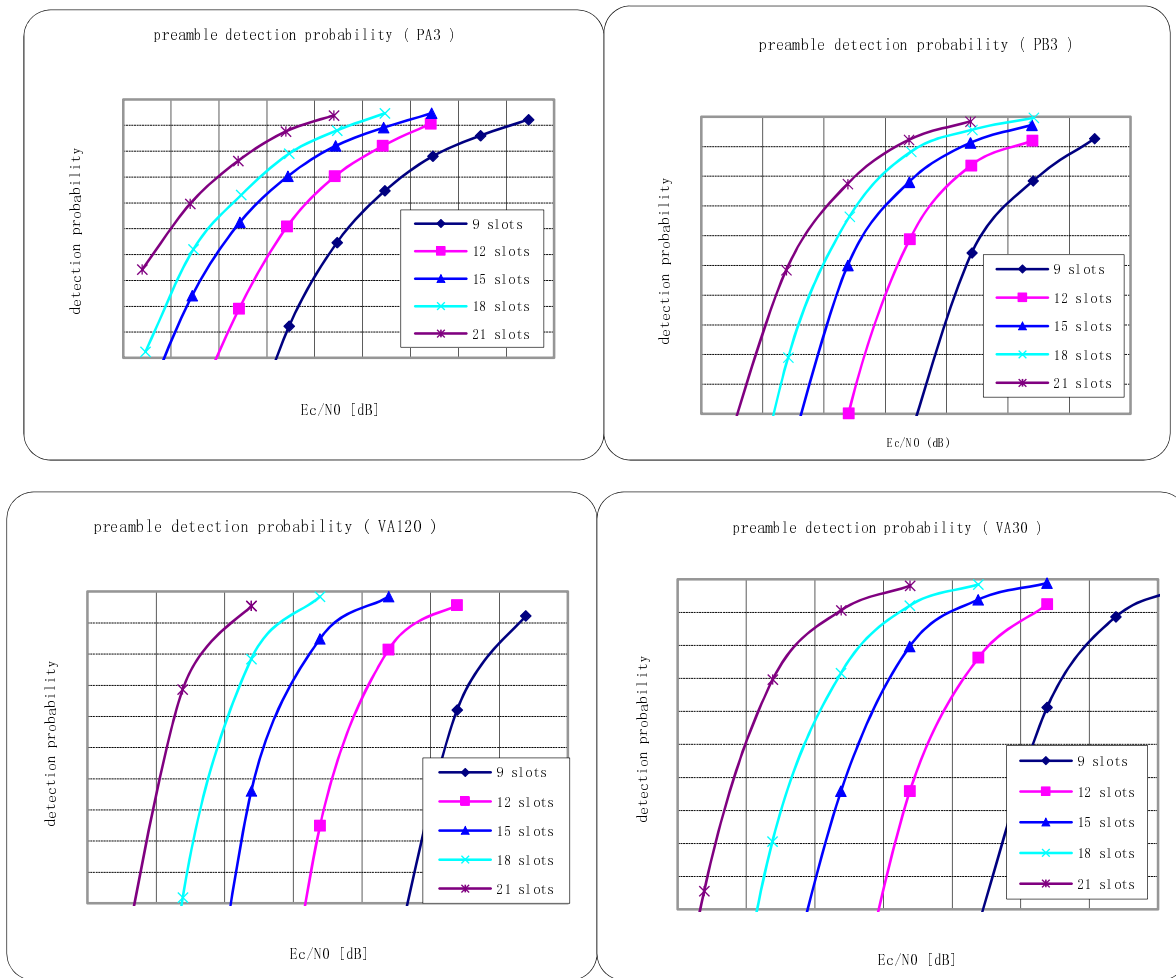 preamble detection probability ( PA3 )
detection probability
9 slots
12 slots
15 slots
18 slots
21 slots
Ec/N0 [dB]
preamble detection probability ( PB3 )
detection probability
9 slots
12 slots
15 slots
18 slots
21 slots
Ec/N0 (dB)
preamble detection probability ( VA120 )
detection probability
9 slots
12 slots
15 slots
18 slots
21 slots
Ec/N0 [dB]
preamble detection probability ( VA30 )
detection probability
9 slots
12 slots
15 slots
18 slots
21 slots
Ec/N0 [dB]